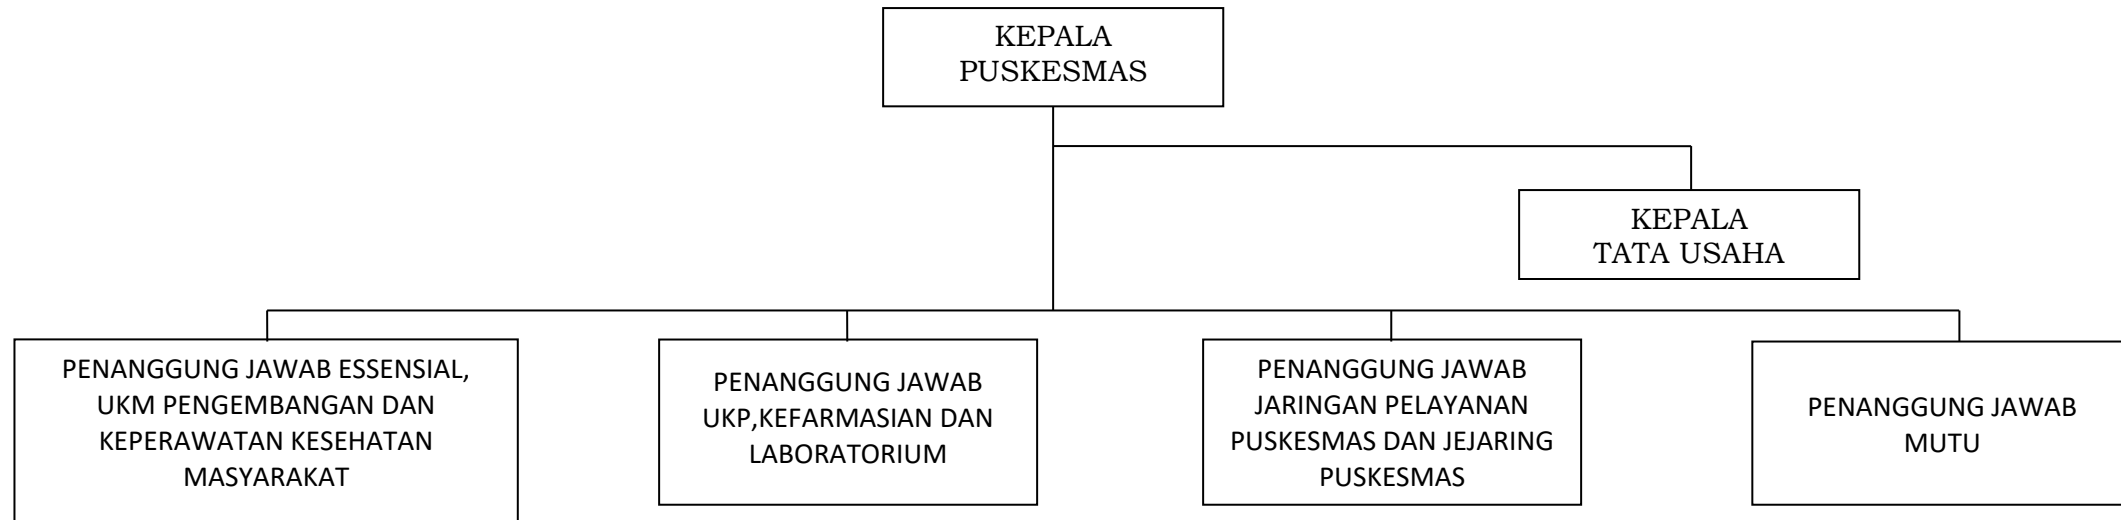 KEPALA
PUSKESMAS
KEPALA
TATA USAHA
PENANGGUNG JAWAB ESSENSIAL,
UKM PENGEMBANGAN DAN
KEPERAWATAN KESEHATAN
MASYARAKAT
PENANGGUNG JAWAB
UKP,KEFARMASIAN DAN
LABORATORIUM
PENANGGUNG JAWAB
JARINGAN PELAYANAN
PUSKESMAS DAN JEJARING
PUSKESMAS
PENANGGUNG JAWAB
MUTU